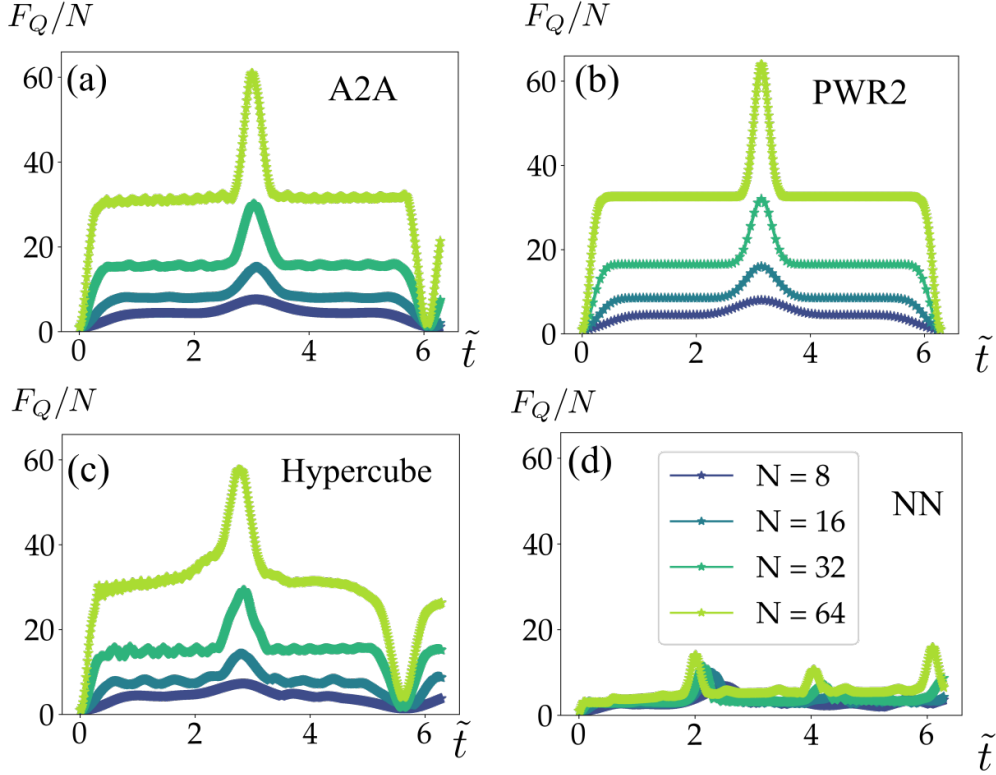 F_Q/N
(a)
A2A
60
40
20
0
0 2 4 6
t̃
F_Q/N
(b)
PWR2
60
40
20
0
0 2 4 6
t̃
F_Q/N
(c)
Hypercube
60
40
20
0
0 2 4 6
t̃
F_Q/N
(d)
NN
N = 8
N = 16
N = 32
N = 64
60
40
20
0
0 2 4 6
t̃